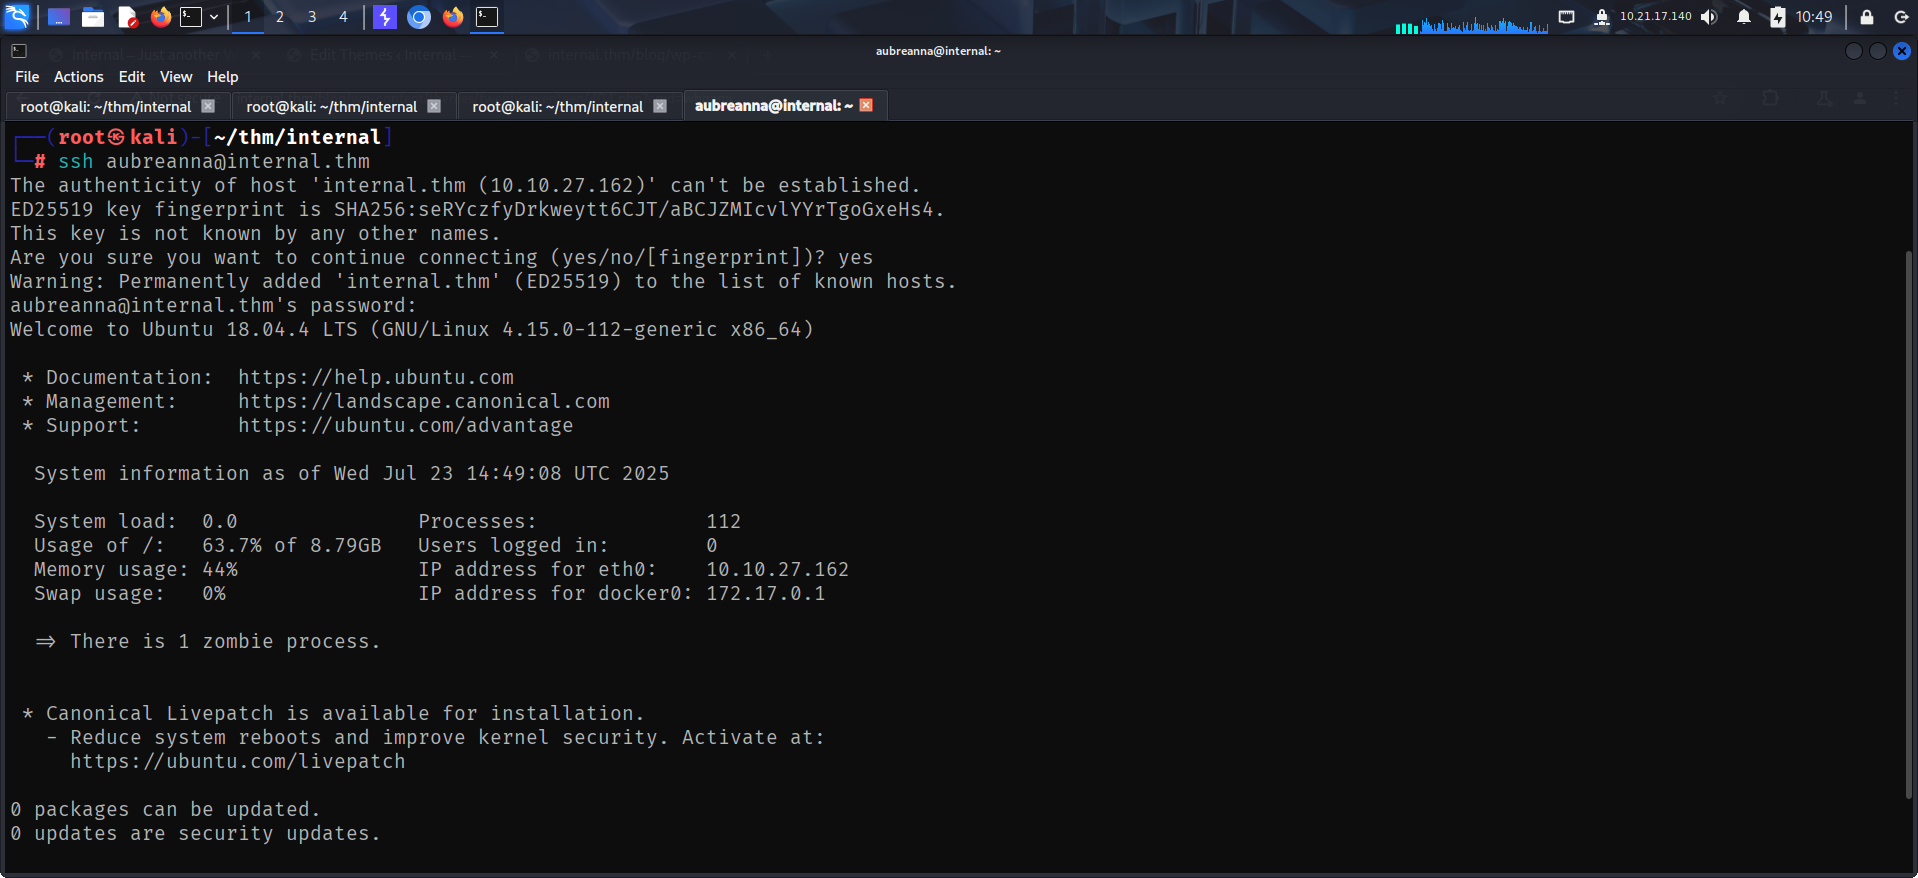 1 2 3 4 10.21.17.140 10:49
internal – Just another Edit Themes ‹ Internal — internal.thm/blog/wp-
aubreanna@internal: ~
File Actions Edit View Help
root@kali: ~/thm/internal root@kali: ~/thm/internal root@kali: ~/thm/internal aubreanna@internal: ~
┌──(root㉿kali)-[~/thm/internal]
└─# ssh aubreanna@internal.thm
The authenticity of host 'internal.thm (10.10.27.162)' can't be established.
ED25519 key fingerprint is SHA256:seRYczfyDrkweytt6CJT/aBCJZMIcvlYYrTgoGxeHs4.
This key is not known by any other names.
Are you sure you want to continue connecting (yes/no/[fingerprint])? yes
Warning: Permanently added 'internal.thm' (ED25519) to the list of known hosts.
aubreanna@internal.thm's password:
Welcome to Ubuntu 18.04.4 LTS (GNU/Linux 4.15.0-112-generic x86_64)
* Documentation: https://help.ubuntu.com
* Management: https://landscape.canonical.com
* Support: https://ubuntu.com/advantage
System information as of Wed Jul 23 14:49:08 UTC 2025
System load: 0.0 Processes: 112
Usage of /: 63.7% of 8.79GB Users logged in: 0
Memory usage: 44% IP address for eth0: 10.10.27.162
Swap usage: 0% IP address for docker0: 172.17.0.1
=> There is 1 zombie process.
* Canonical Livepatch is available for installation.
- Reduce system reboots and improve kernel security. Activate at:
https://ubuntu.com/livepatch
0 packages can be updated.
0 updates are security updates.